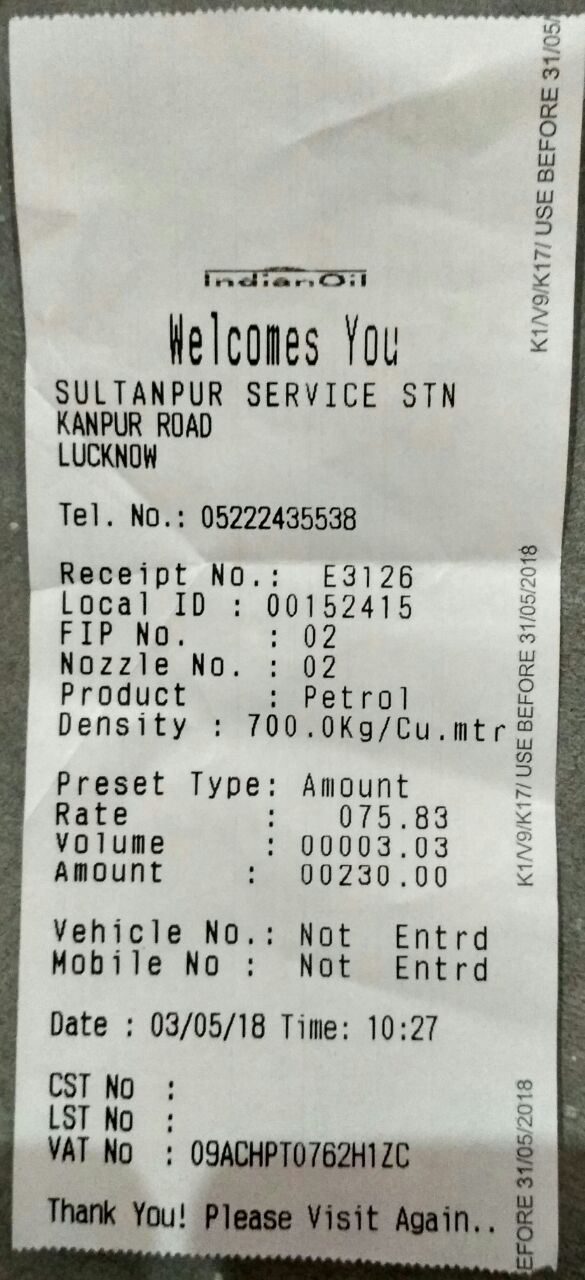 IndianOil
Welcomes You
SULTANPUR SERVICE STN
KANPUR ROAD
LUCKNOW
Tel. No.: 05222435538
Receipt No.: E3126
Local ID : 00152415
FIP No. : 02
Nozzle No. : 02
Product : Petrol
Density : 700.0Kg/Cu.mtr
Preset Type: Amount
Rate : 075.83
Volume : 00003.03
Amount : 00230.00
Vehicle No.: Not Entrd
Mobile No : Not Entrd
Date : 03/05/18 Time: 10:27
CST No :
LST No :
VAT No : 09ACHPT0762H1ZC
Thank You! Please Visit Again..
K1/V9/K17/ USE BEFORE 31/05/
K1/V9/K17/ USE BEFORE 31/05/2018
EFORE 31/05/2018